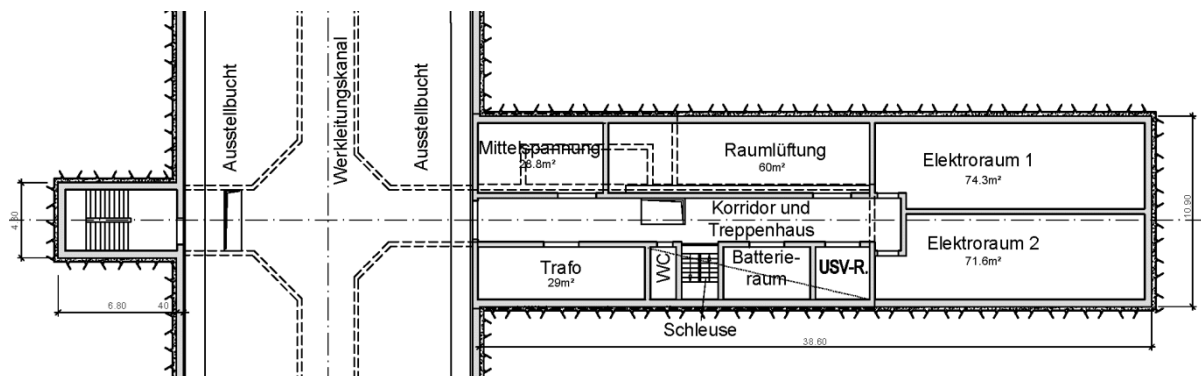 Ausstellbucht
Werkleitungskanal
Ausstellbucht
Mittelspannung
28.8m²
Raumlüftung
60m²
Elektroraum 1
74.3m²
4.80
Korridor und
Treppenhaus
10.90
Elektroraum 2
71.6m²
Trafo
29m²
WC
Batterie-
raum
USV-R.
6.80
40
Schleuse
38.60